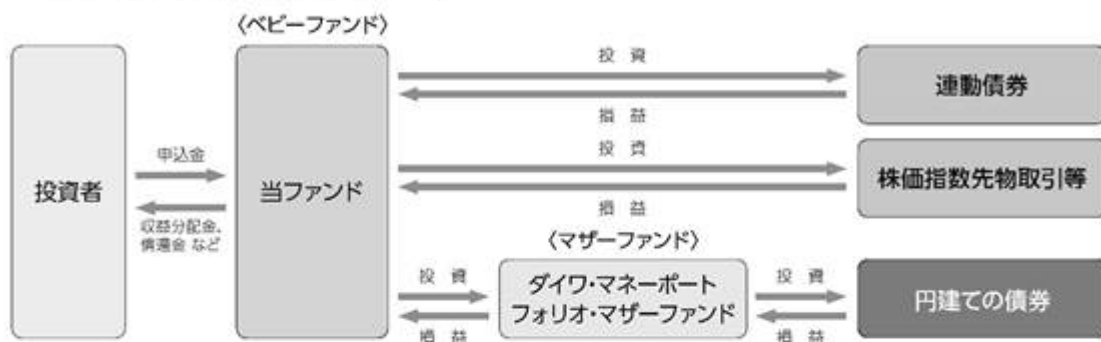 〈ベビーファンド〉
投資者
申込金
収益分配金、
償還金 など
当ファンド
投 資
損 益
連動債券
投 資
損 益
株価指数先物取引等
〈マザーファンド〉
投 資
損 益
ダイワ・マネーポート
フォリオ・マザーファンド
投 資
損 益
円建ての債券